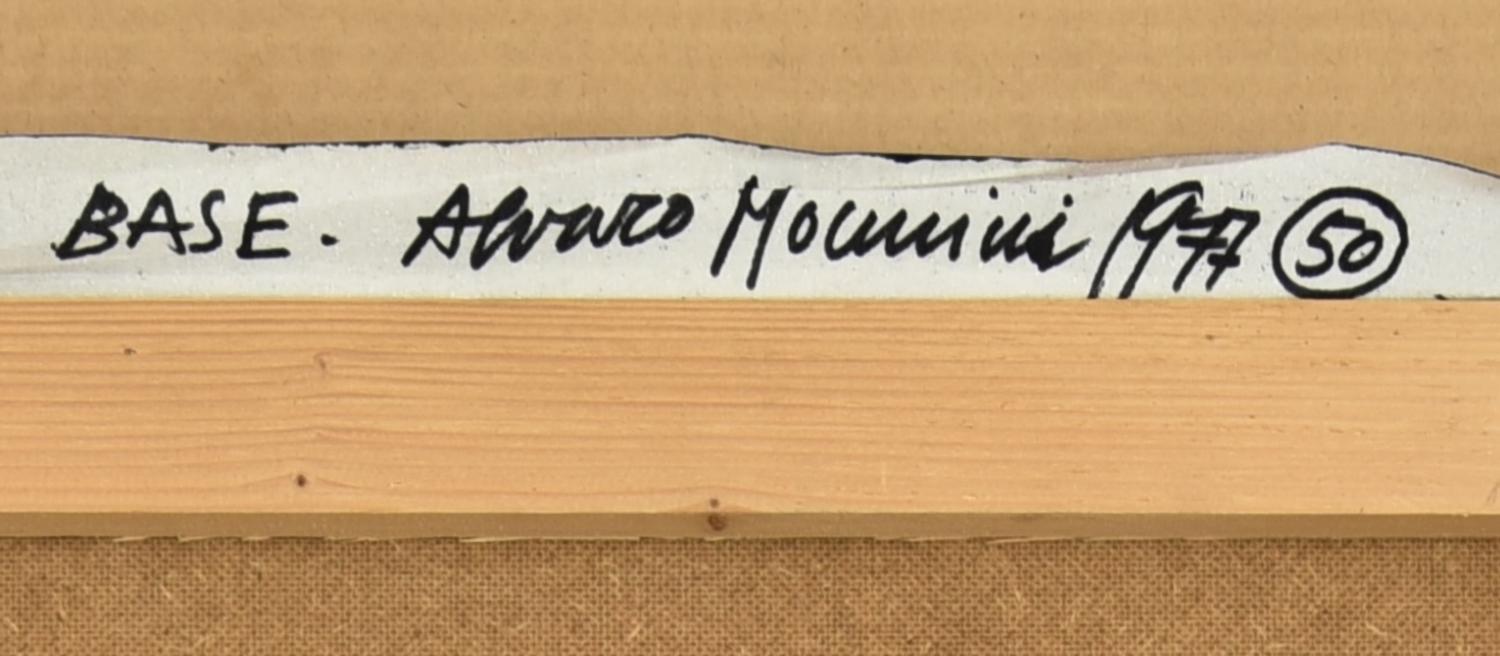 BASE. Alvaro Monnini 1977 50